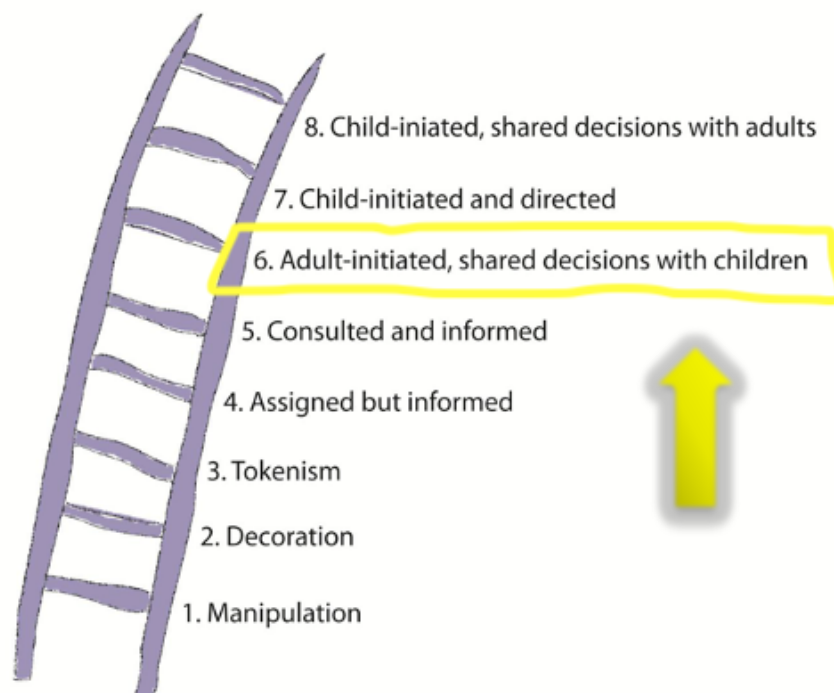 8. Child-iniated, shared decisions with adults
7. Child-initiated and directed
6. Adult-initiated, shared decisions with children
5. Consulted and informed
4. Assigned but informed
3. Tokenism
2. Decoration
1. Manipulation